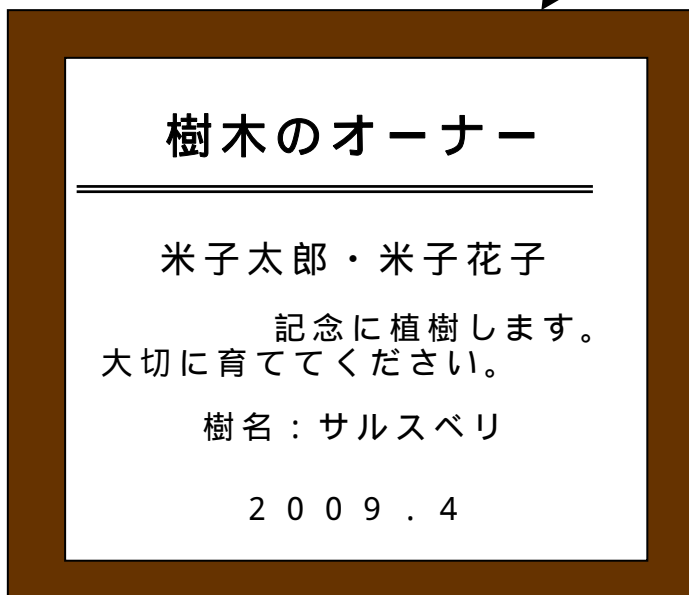 樹木のオーナー
米子太郎・米子花子
記念に植樹します。
大切に育ててください。
樹名：サルスベリ
２００９．４